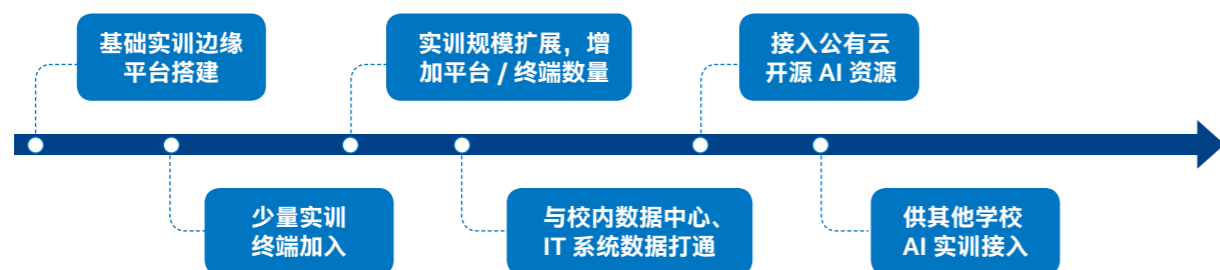 基础实训边缘
平台搭建
实训规模扩展，增
加平台 / 终端数量
接入公有云
开源 AI 资源
少量实训
终端加入
与校内数据中心、
IT 系统数据打通
供其他学校
AI 实训接入